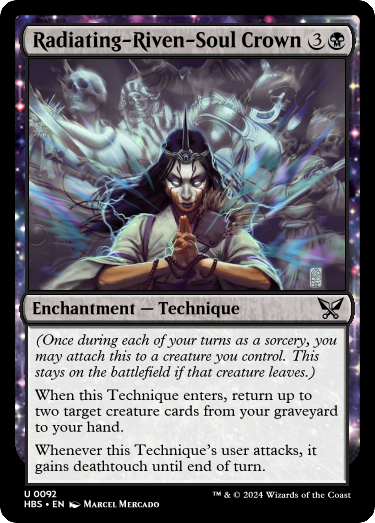 Radiating-Riven-Soul Crown 3
Enchantment — Technique
(Once during each of your turns as a sorcery, you
may attach this to a creature you control. This
stays on the battlefield if that creature leaves.)
When this Technique enters, return up to
two target creature cards from your graveyard
to your hand.
Whenever this Technique's user attacks, it
gains deathtouch until end of turn.
U 0092
HBS • EN Marcel Mercado
™ & © 2024 Wizards of the Coast